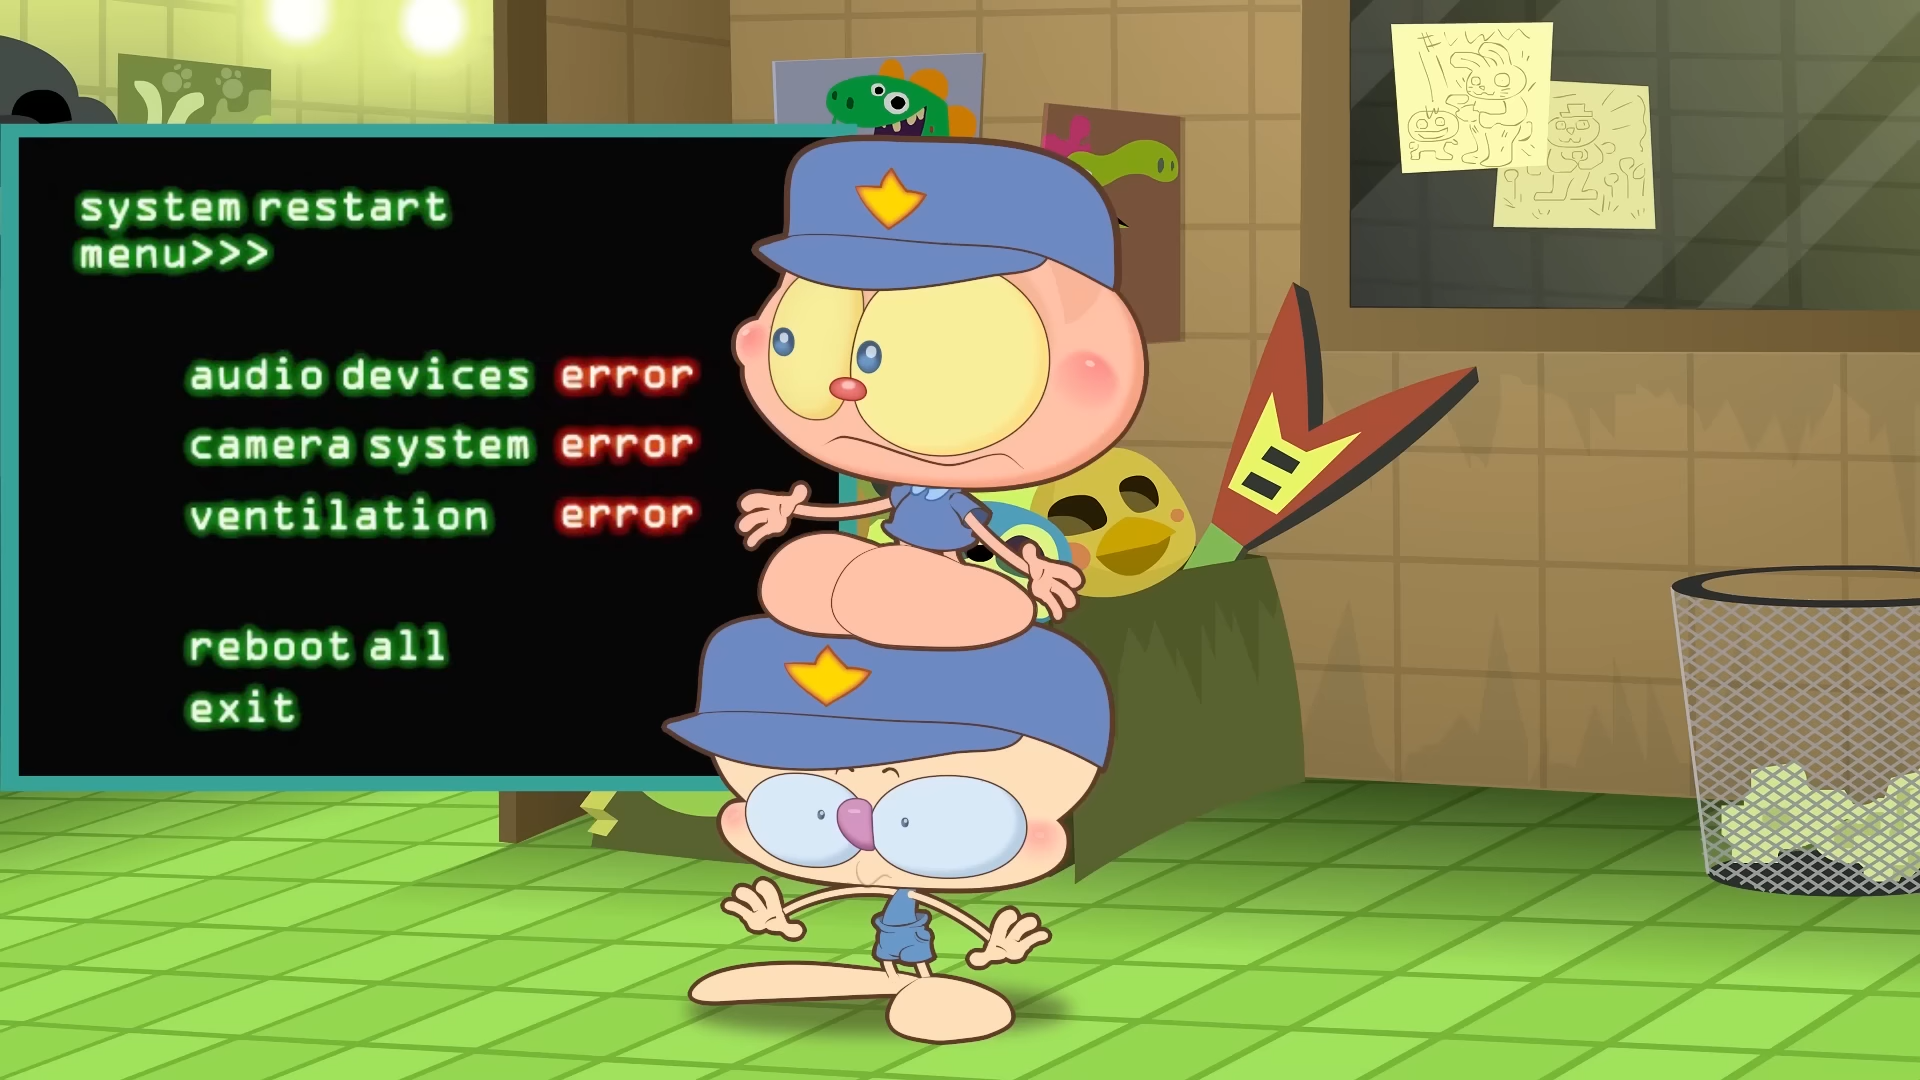 system restart
menu>>>
audio devices error
camera system error
ventilation error
reboot all
exit